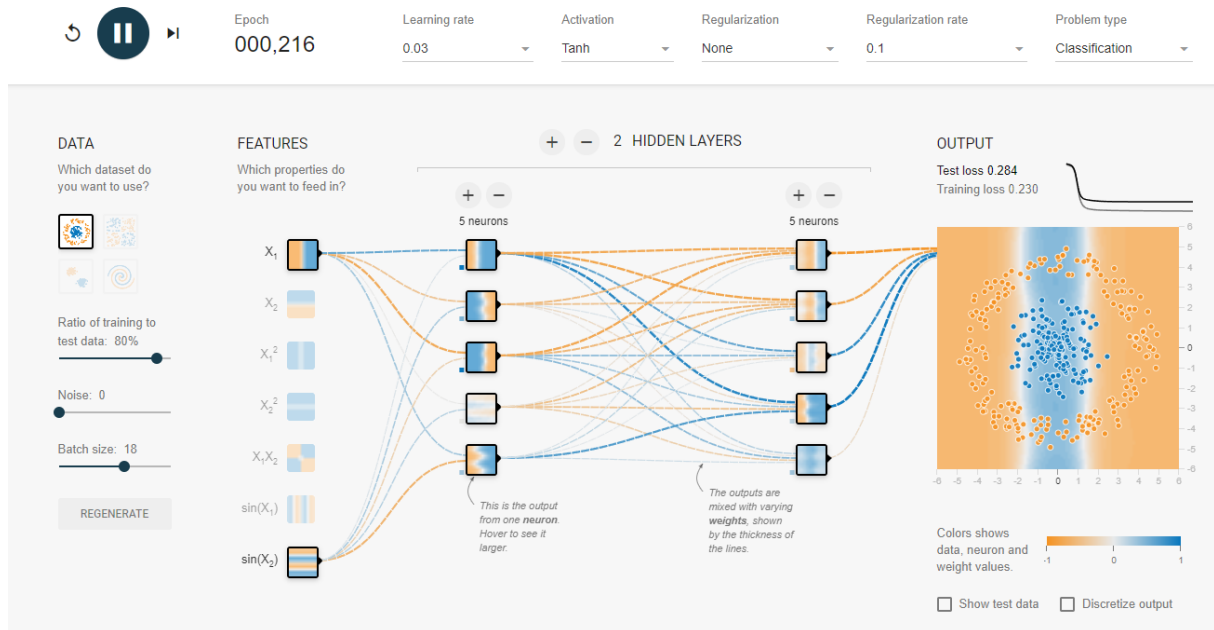 Epoch
000,216
Learning rate
0.03
Activation
Tanh
Regularization
None
Regularization rate
0.1
Problem type
Classification
DATA
Which dataset do
you want to use?
Ratio of training to
test data: 80%
Noise: 0
Batch size: 18
REGENERATE
FEATURES
Which properties do
you want to feed in?
X₁
X₂
X₁²
X₂²
X₁X₂
sin(X₁)
sin(X₂)
+ − 2 HIDDEN LAYERS
+ −
5 neurons
+ −
5 neurons
This is the output
from one neuron.
Hover to see it
larger.
The outputs are
mixed with varying
weights, shown
by the thickness of
the lines.
OUTPUT
Test loss 0.284
Training loss 0.230
6
5
4
3
2
1
0
-1
-2
-3
-4
-5
-6
-6 -5 -4 -3 -2 -1 0 1 2 3 4 5 6
Colors shows
data, neuron and
weight values.
-1 0 1
Show test data
Discretize output